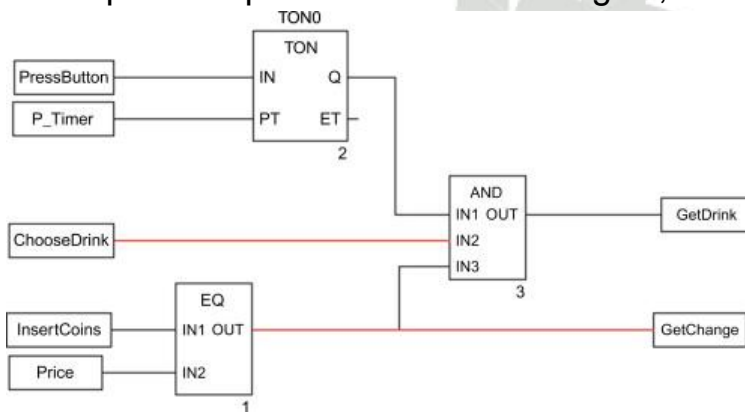 TON0
TON
PressButton
IN Q
P_Timer
PT ET
2
AND
IN1 OUT
GetDrink
ChooseDrink
IN2
IN3
3
EQ
InsertCoins
IN1 OUT
GetChange
Price
IN2
1